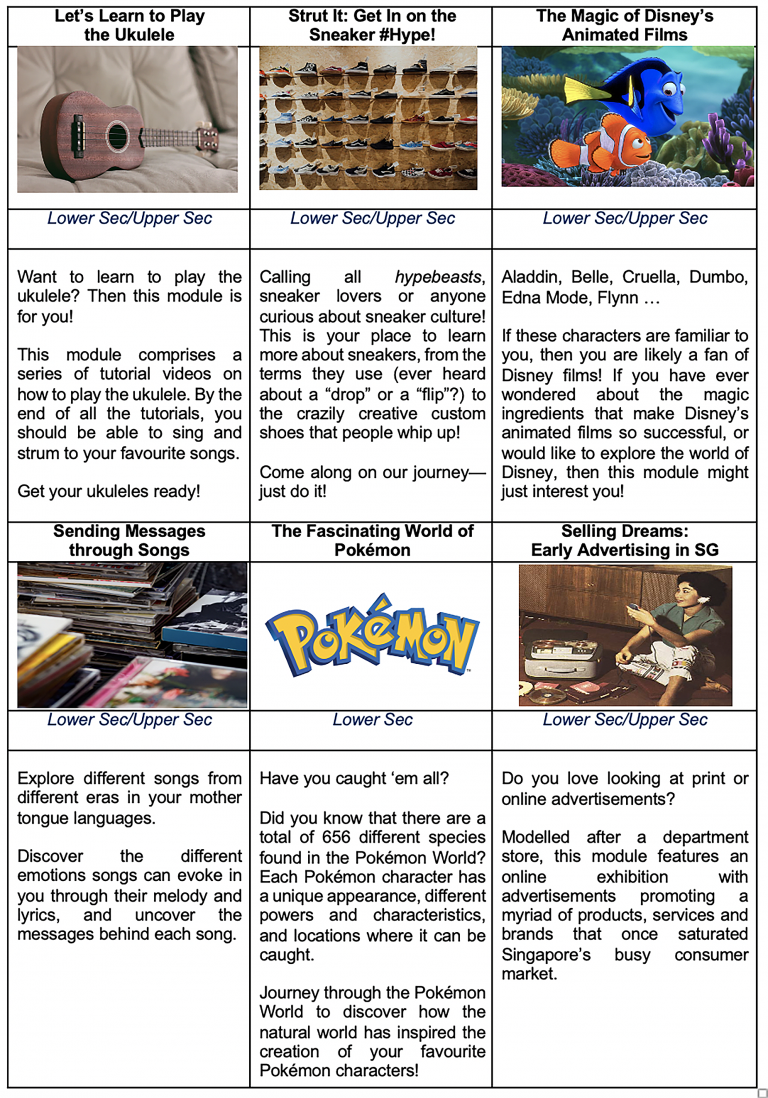 Let’s Learn to Play
the Ukulele
Lower Sec/Upper Sec
Want to learn to play the
ukulele? Then this module is
for you!
This module comprises a
series of tutorial videos on
how to play the ukulele. By the
end of all the tutorials, you
should be able to sing and
strum to your favourite songs.
Get your ukuleles ready!
Strut It: Get In on the
Sneaker #Hype!
Lower Sec/Upper Sec
Calling all hypebeasts,
sneaker lovers or anyone
curious about sneaker culture!
This is your place to learn
more about sneakers, from the
terms they use (ever heard
about a “drop” or a “flip”?) to
the crazily creative custom
shoes that people whip up!
Come along on our journey—
just do it!
The Magic of Disney’s
Animated Films
Lower Sec/Upper Sec
Aladdin, Belle, Cruella, Dumbo,
Edna Mode, Flynn …
If these characters are familiar to
you, then you are likely a fan of
Disney films! If you have ever
wondered about the magic
ingredients that make Disney’s
animated films so successful, or
would like to explore the world of
Disney, then this module might
just interest you!
Sending Messages
through Songs
Lower Sec/Upper Sec
Explore different songs from
different eras in your mother
tongue languages.
Discover the different
emotions songs can evoke in
you through their melody and
lyrics, and uncover the
messages behind each song.
The Fascinating World of
Pokémon
POKéMON
Lower Sec
Have you caught ‘em all?
Did you know that there are a
total of 656 different species
found in the Pokémon World?
Each Pokémon character has
a unique appearance, different
powers and characteristics,
and locations where it can be
caught.
Journey through the Pokémon
World to discover how the
natural world has inspired the
creation of your favourite
Pokémon characters!
Selling Dreams:
Early Advertising in SG
Lower Sec/Upper Sec
Do you love looking at print or
online advertisements?
Modelled after a department
store, this module features an
online exhibition with
advertisements promoting a
myriad of products, services and
brands that once saturated
Singapore’s busy consumer
market.